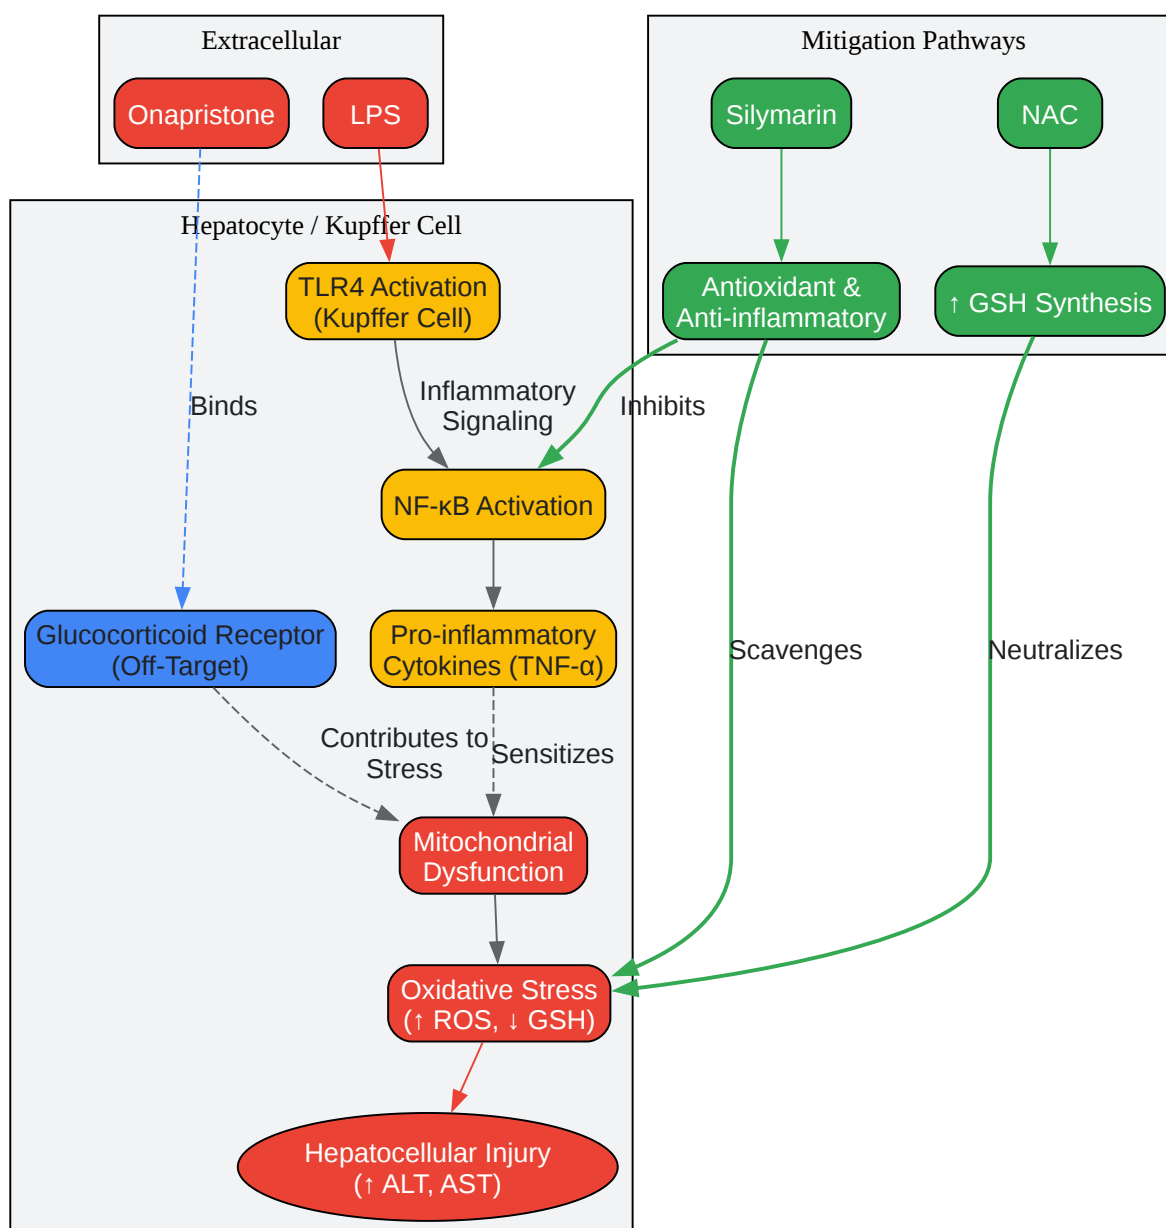 Extracellular
Mitigation Pathways
Onapristone
LPS
Silymarin
NAC
Hepatocyte / Kupffer Cell
TLR4 Activation
(Kupffer Cell)
Antioxidant &
Anti-inflammatory
↑ GSH Synthesis
Binds
Inflammatory
Signaling
Inhibits
NF-κB Activation
Glucocorticoid Receptor
(Off-Target)
Pro-inflammatory
Cytokines (TNF-α)
Scavenges
Neutralizes
Contributes to
Stress
Sensitizes
Mitochondrial
Dysfunction
Oxidative Stress
(↑ ROS, ↓ GSH)
Hepatocellular Injury
(↑ ALT, AST)